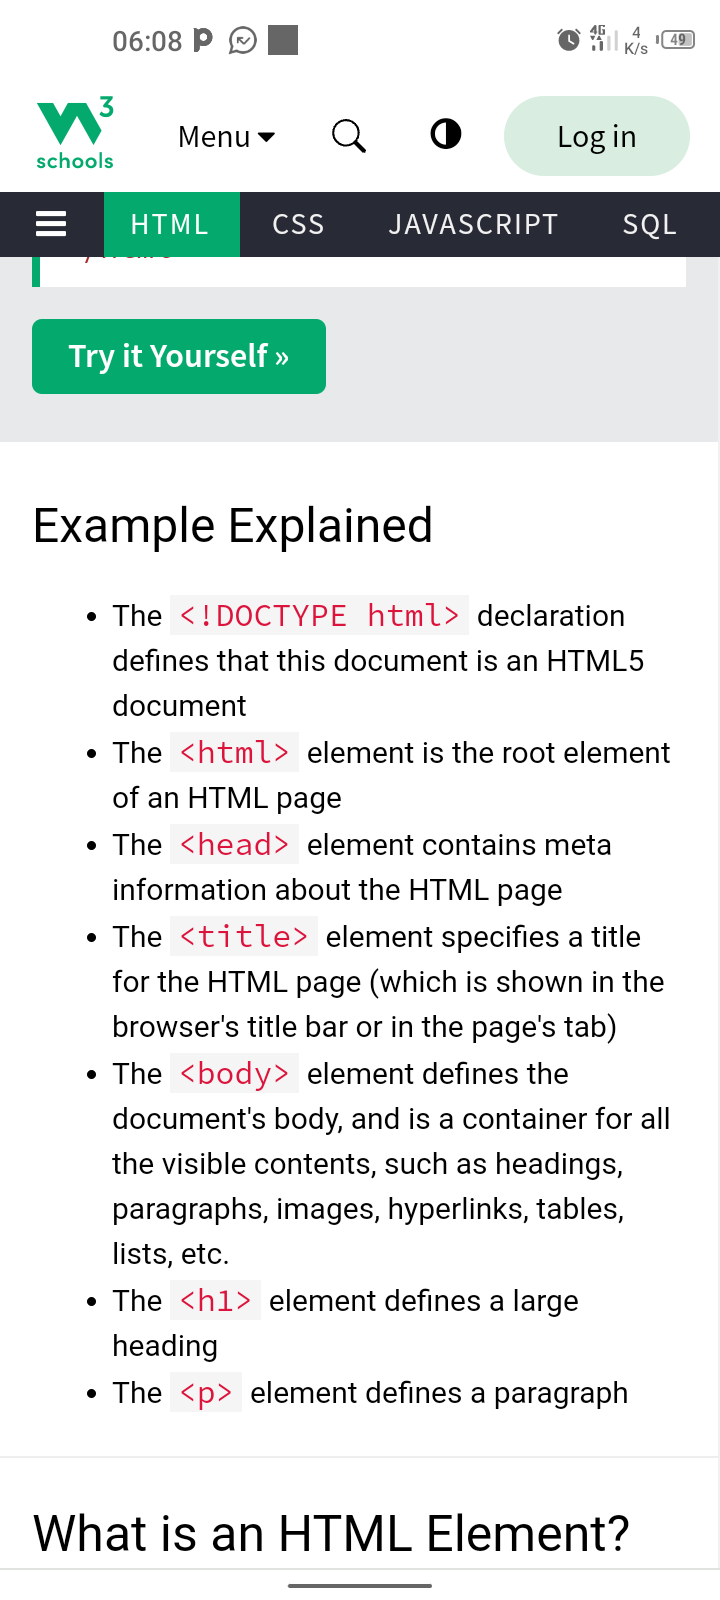 06:08
4G
4
K/s
49
3
schools
Menu
Log in
HTML CSS JAVASCRIPT SQL
Try it Yourself »
Example Explained
• The <!DOCTYPE html> declaration
defines that this document is an HTML5
document
• The <html> element is the root element
of an HTML page
• The <head> element contains meta
information about the HTML page
• The <title> element specifies a title
for the HTML page (which is shown in the
browser's title bar or in the page's tab)
• The <body> element defines the
document's body, and is a container for all
the visible contents, such as headings,
paragraphs, images, hyperlinks, tables,
lists, etc.
• The <h1> element defines a large
heading
• The <p> element defines a paragraph
What is an HTML Element?